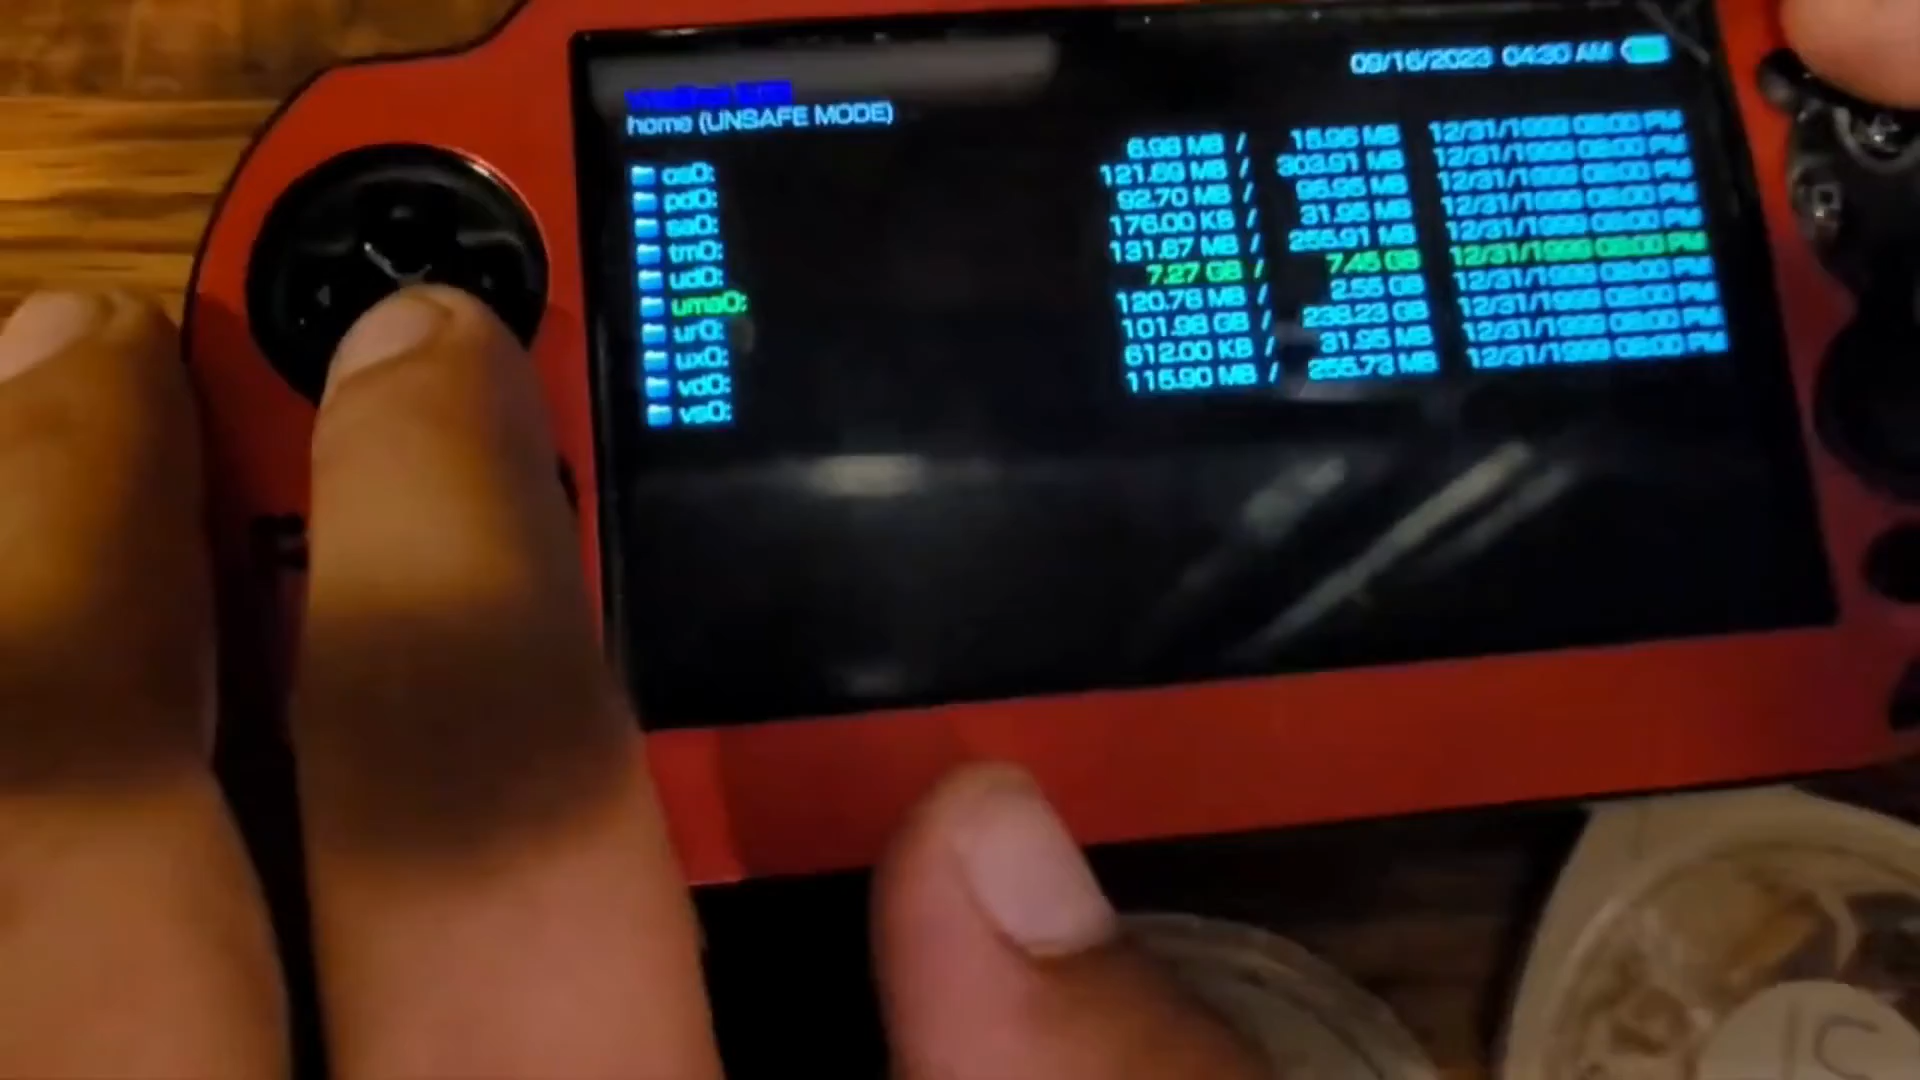 09/16/2023 04:30 AM
home (UNSAFE MODE)
os0: 6.98 MB / 15.96 MB 12/31/1999 08:00 PM
pd0: 121.69 MB / 303.91 MB 12/31/1999 08:00 PM
sa0: 92.70 MB / 95.95 MB 12/31/1999 08:00 PM
tm0: 176.00 KB / 31.95 MB 12/31/1999 08:00 PM
ud0: 131.67 MB / 255.91 MB 12/31/1999 08:00 PM
uma0: 7.27 GB / 7.45 GB 12/31/1999 08:00 PM
ur0: 120.78 MB / 2.55 GB 12/31/1999 08:00 PM
ux0: 101.98 GB / 238.23 GB 12/31/1999 08:00 PM
vd0: 612.00 KB / 31.95 MB 12/31/1999 08:00 PM
vs0: 115.90 MB / 255.73 MB 12/31/1999 08:00 PM